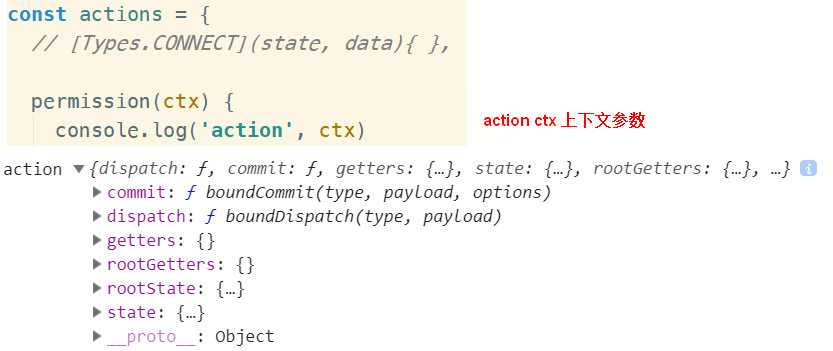 const actions = {
// [Types.CONNECT](state, data){ },
permission(ctx) {
console.log('action', ctx)
action ctx 上下文参数
action ▼{dispatch: ƒ, commit: ƒ, getters: {…}, state: {…}, rootGetters: {…}, …} i
▶commit: ƒ boundCommit(type, payload, options)
▶dispatch: ƒ boundDispatch(type, payload)
▶getters: {}
▶rootGetters: {}
▶rootState: {…}
▶state: {…}
▶__proto__: Object